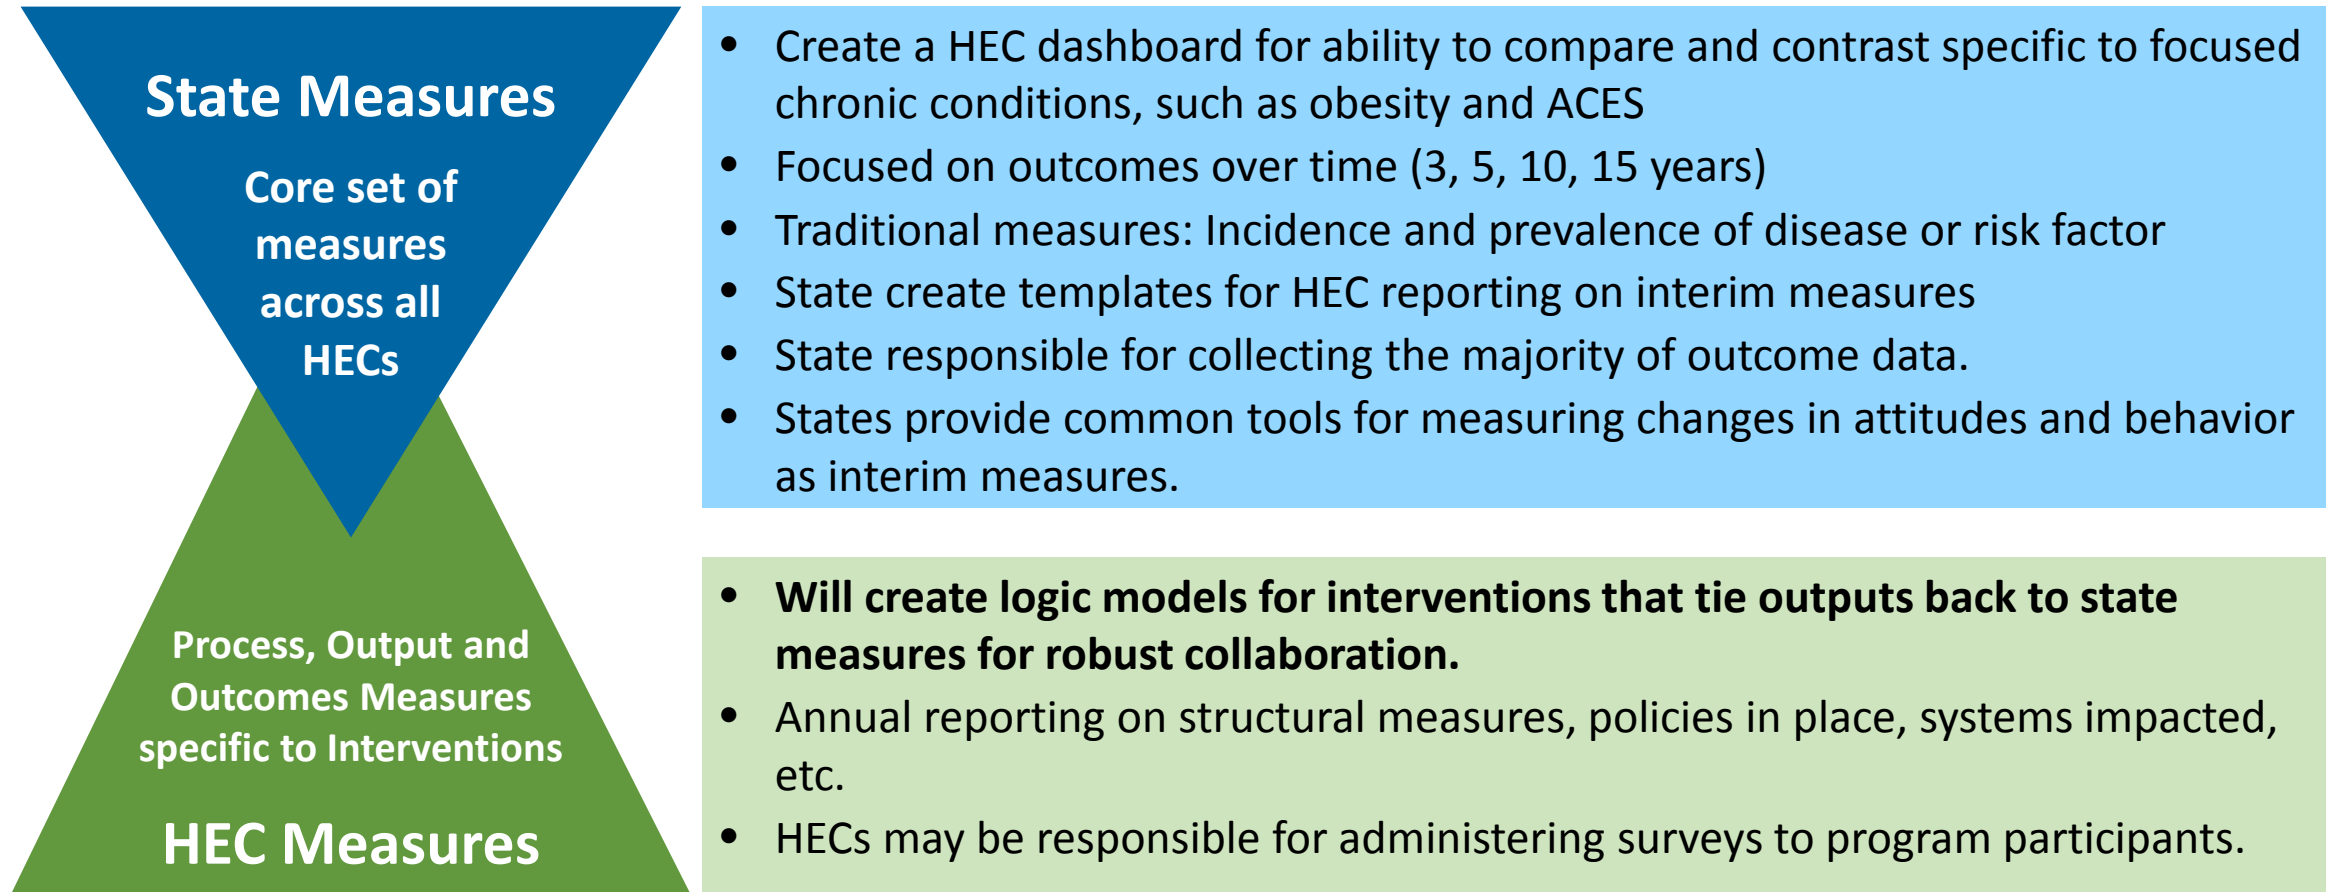 State Measures
Core set of
measures
across all
HECs
• Create a HEC dashboard for ability to compare and contrast specific to focused
chronic conditions, such as obesity and ACES
• Focused on outcomes over time (3, 5, 10, 15 years)
• Traditional measures: Incidence and prevalence of disease or risk factor
• State create templates for HEC reporting on interim measures
• State responsible for collecting the majority of outcome data.
• States provide common tools for measuring changes in attitudes and behavior
as interim measures.
Process, Output and
Outcomes Measures
specific to Interventions
HEC Measures
• Will create logic models for interventions that tie outputs back to state
measures for robust collaboration.
• Annual reporting on structural measures, policies in place, systems impacted,
etc.
• HECs may be responsible for administering surveys to program participants.